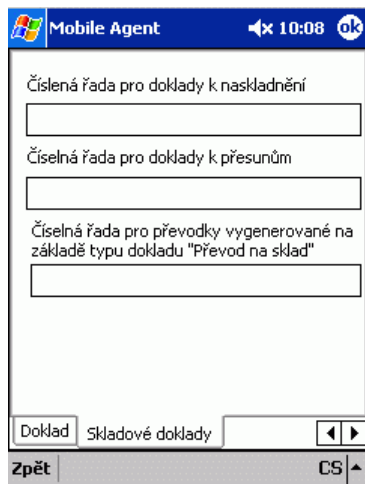 Mobile Agent 10:08 ok
Číslená řada pro doklady k naskladnění
Číselná řada pro doklady k přesunům
Číselná řada pro převodky vygenerované na
základě typu dokladu "Převod na sklad"
Doklad Skladové doklady
Zpět CS